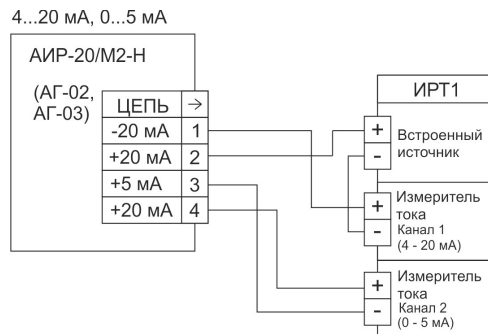 4...20 мА, 0...5 мА
АИР-20/М2-Н
(АГ-02,
АГ-03)
ЦЕПЬ →
-20 мА 1
+20 мА 2
+5 мА 3
+20 мА 4
ИРТ1
+
-
Встроенный
источник
+
-
Измеритель
тока
Канал 1
(4 - 20 мА)
+
-
Измеритель
тока
Канал 2
(0 - 5 мА)